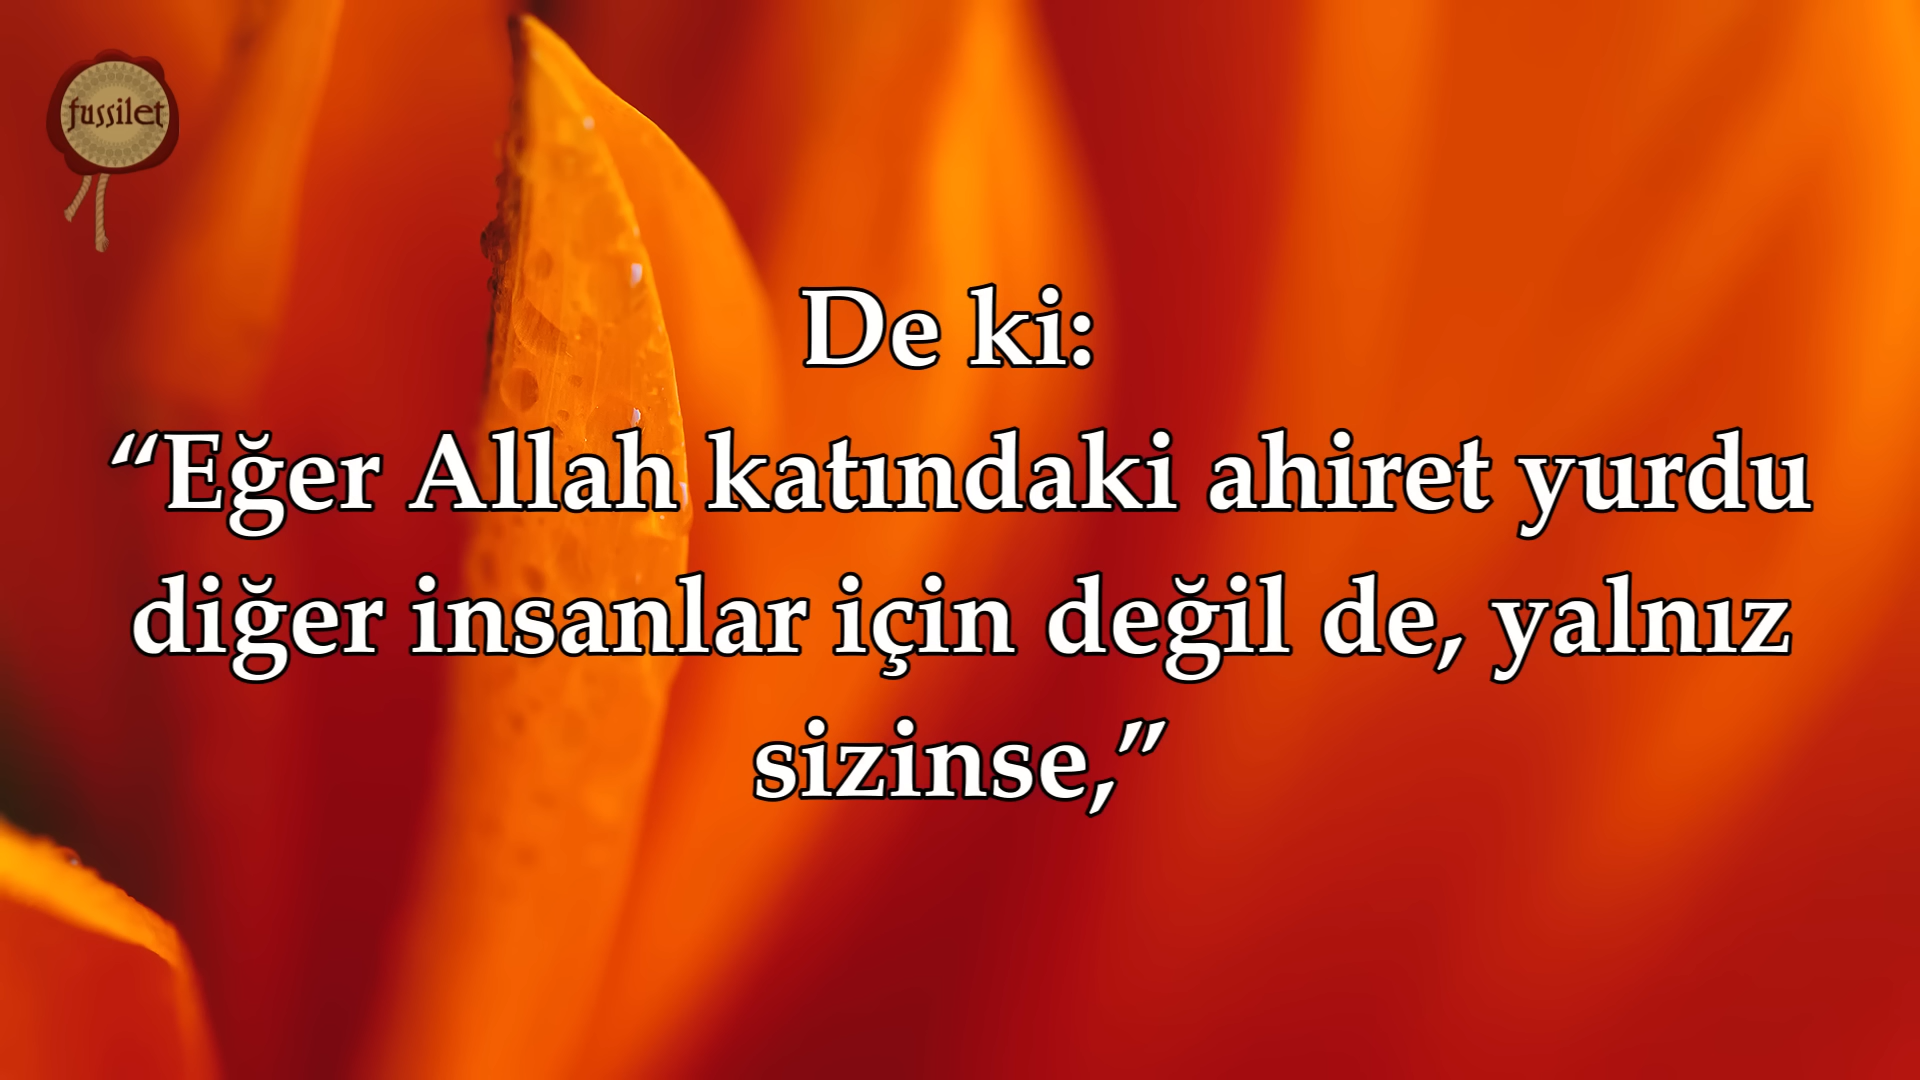 fussilet
De ki:
“Eğer Allah katındaki ahiret yurdu
diğer insanlar için değil de, yalnız
sizinse,”